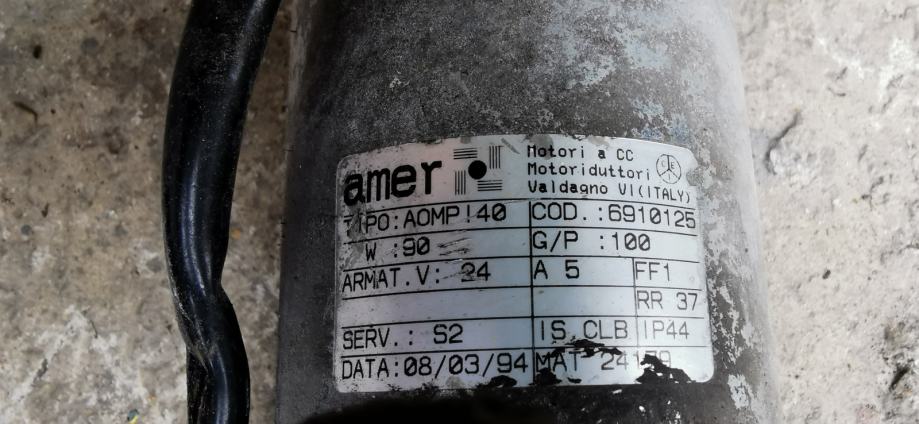 amer
Motori a CC
Motoriduttori
Valdagno VI(ITALY)
TIPO:AOMP!40 COD.:6910125
W :90 G/P :100
ARMAT.V: 24 A 5 FF1
RR 37
SERV.: S2 IS CLB IP44
DATA:08/03/94 MAT